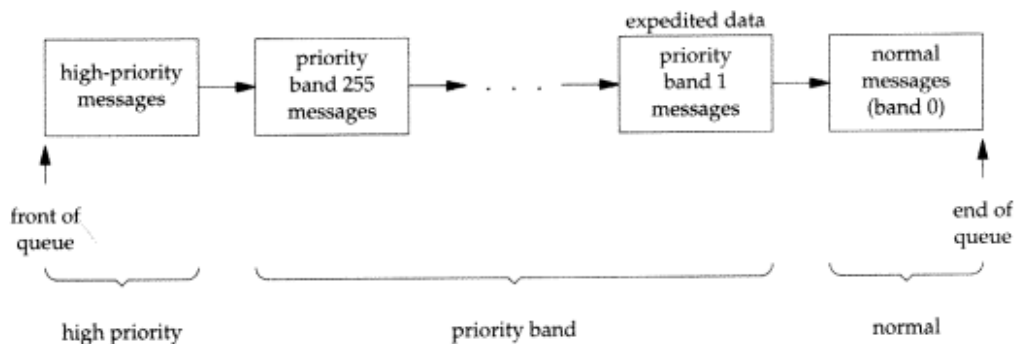 expedited data
high-priority
messages
priority
band 255
messages
. . .
priority
band 1
messages
normal
messages
(band 0)
front of
queue
end of
queue
high priority
priority band
normal